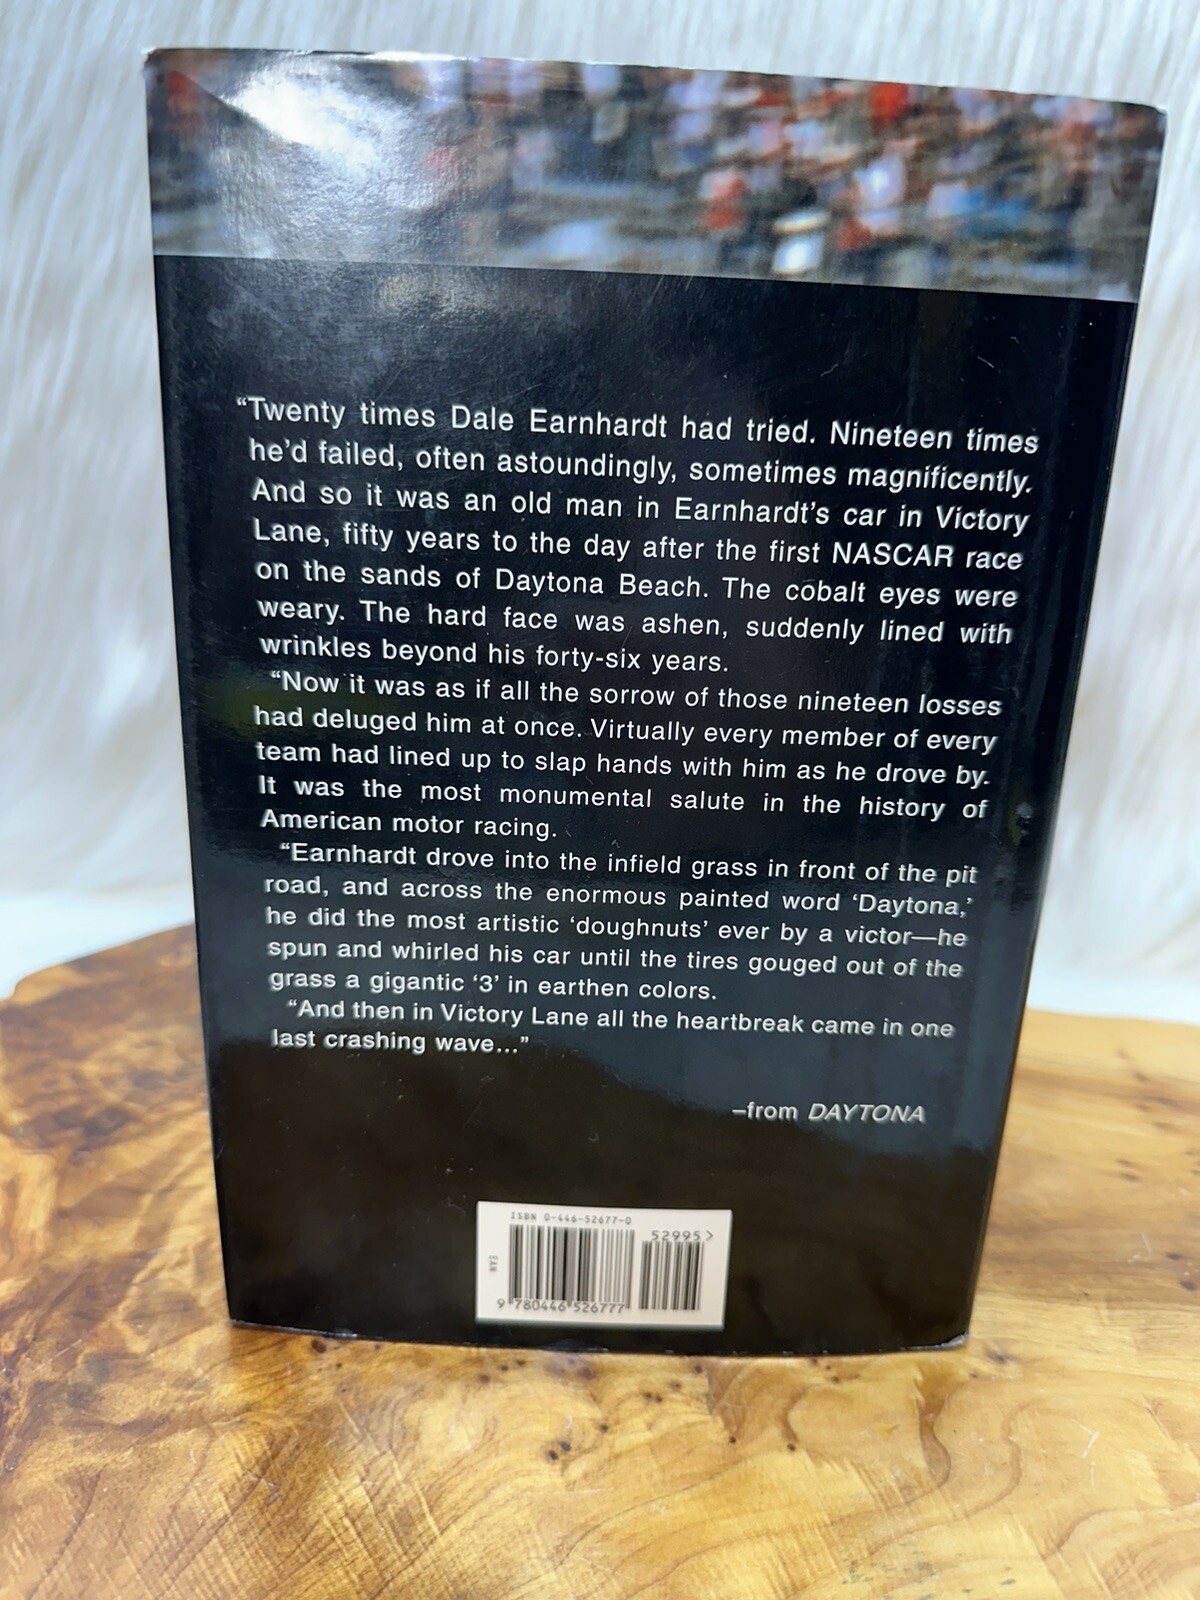 “Twenty times Dale Earnhardt had tried. Nineteen times
he’d failed, often astoundingly, sometimes magnificently.
And so it was an old man in Earnhardt’s car in Victory
Lane, fifty years to the day after the first NASCAR race
on the sands of Daytona Beach. The cobalt eyes were
weary. The hard face was ashen, suddenly lined with
wrinkles beyond his forty-six years.
“Now it was as if all the sorrow of those nineteen losses
had deluged him at once. Virtually every member of every
team had lined up to slap hands with him as he drove by.
It was the most monumental salute in the history of
American motor racing.
“Earnhardt drove into the infield grass in front of the pit
road, and across the enormous painted word ‘Daytona,’
he did the most artistic ‘doughnuts’ ever by a victor—he
spun and whirled his car until the tires gouged out of the
grass a gigantic ‘3’ in earthen colors.
“And then in Victory Lane all the heartbreak came in one
last crashing wave...”
–from DAYTONA
ISBN 0-446-52677-0
52995>
EAN
9 780446 526777